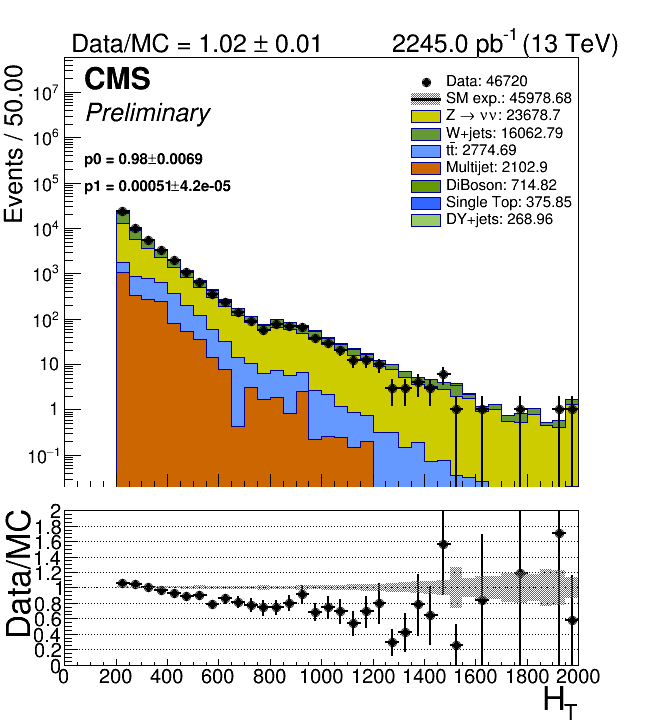 Data/MC = 1.02 ± 0.01
2245.0 pb⁻¹ (13 TeV)
Events / 50.00
CMS
Preliminary
p0 = 0.98±0.0069
p1 = 0.00051±4.2e-05
Data: 46720
SM exp.: 45978.68
Z → νν: 23678.7
W+jets: 16062.79
tt̄: 2774.69
Multijet: 2102.9
DiBoson: 714.82
Single Top: 375.85
DY+jets: 268.96
10⁷
10⁶
10⁵
10⁴
10³
10²
10
1
10⁻¹
Data/MC
2
1.8
1.6
1.4
1.2
1
0.8
0.6
0.4
0.2
0
0 200 400 600 800 1000 1200 1400 1600 1800 2000
H_T